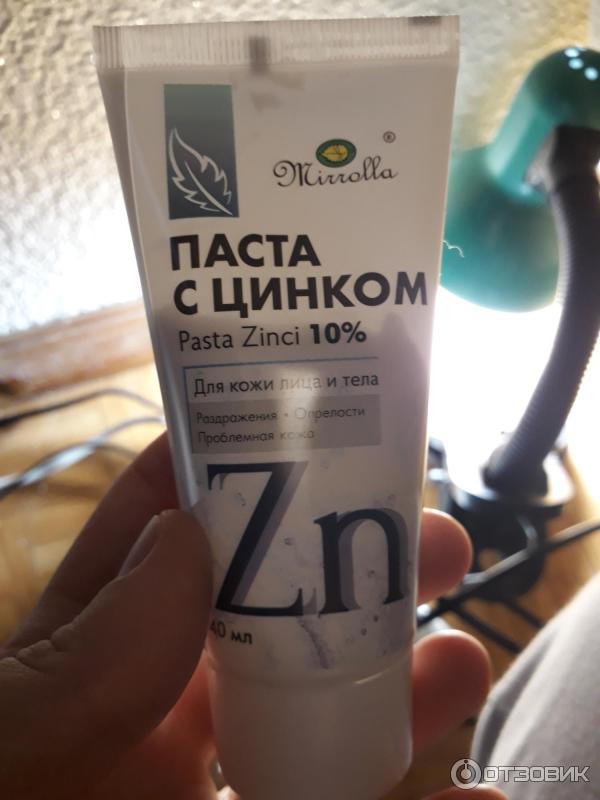 Mirrolla ®
ПАСТА
С ЦИНКОМ
Pasta Zinci 10%
Для кожи лица и тела
Раздражения • Опрелости
Проблемная кожа
Zn
40 мл
ОТЗОВИК